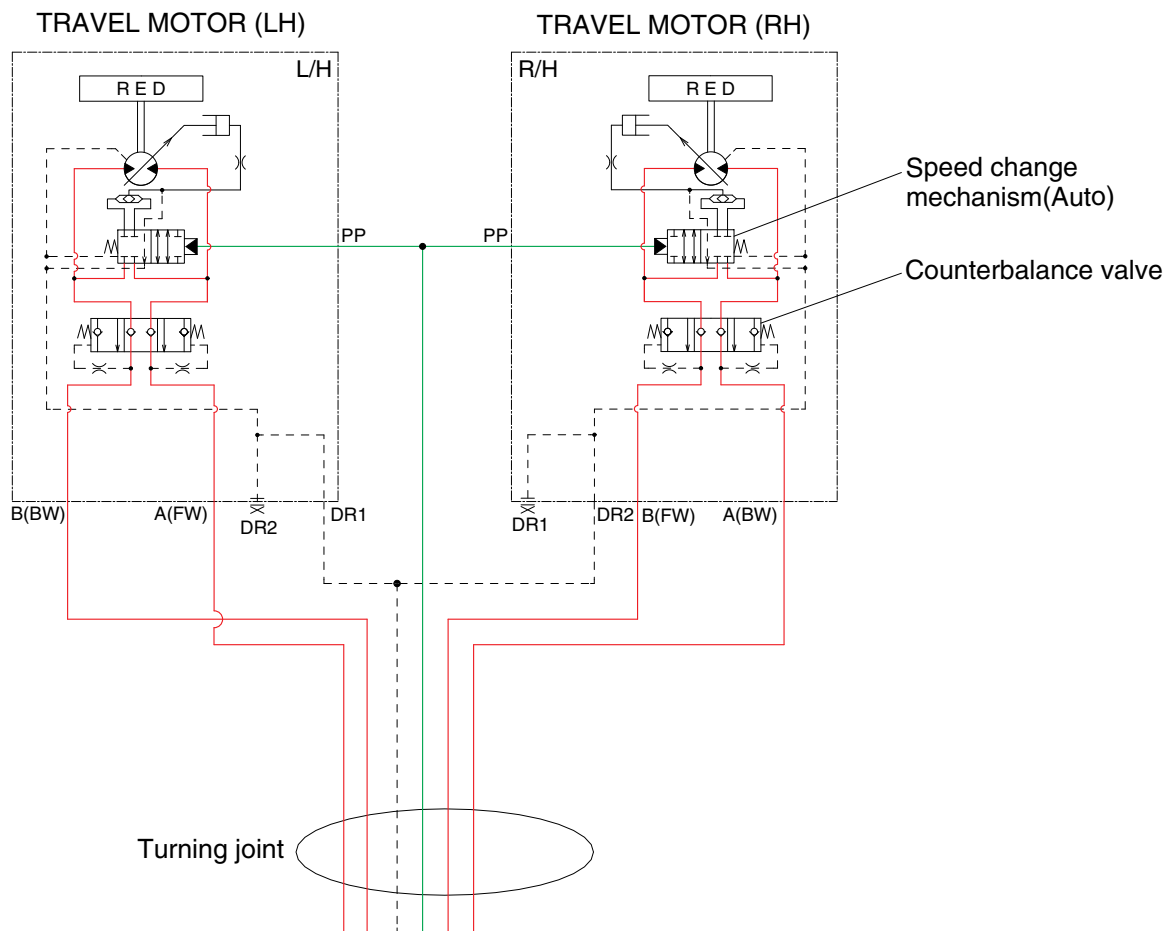 TRAVEL MOTOR (LH)
TRAVEL MOTOR (RH)
L/H
R/H
R E D
R E D
Speed change
mechanism(Auto)
PP
PP
Counterbalance valve
B(BW)
A(FW)
DR2
DR1
DR1
DR2
B(FW)
A(BW)
Turning joint